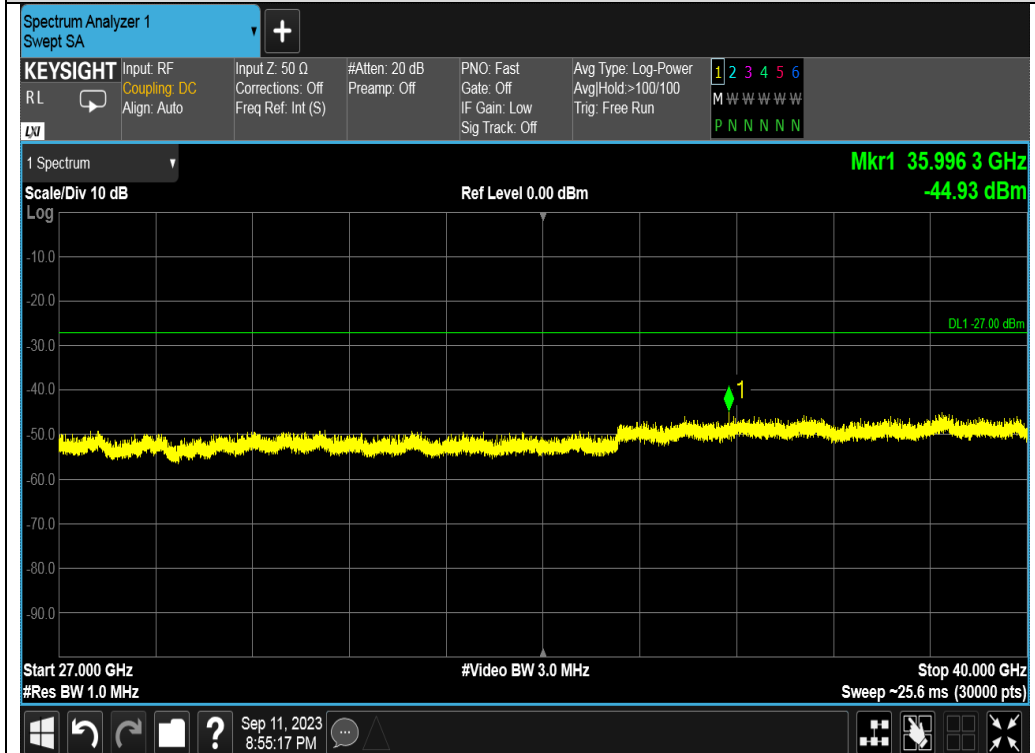 Spectrum Analyzer 1
Swept SA
+
KEYSIGHT
RL
LXI
Input: RF
Coupling: DC
Align: Auto
Input Z: 50 Ω
Corrections: Off
Freq Ref: Int (S)
#Atten: 20 dB
Preamp: Off
PNO: Fast
Gate: Off
IF Gain: Low
Sig Track: Off
Avg Type: Log-Power
Avg|Hold:>100/100
Trig: Free Run
1 2 3 4 5 6
M W W W W W
P N N N N N
1 Spectrum
Mkr1 35.996 3 GHz
Scale/Div 10 dB
Ref Level 0.00 dBm
-44.93 dBm
Log
-10.0
-20.0
DL1 -27.00 dBm
-30.0
-40.0
1
-50.0
-60.0
-70.0
-80.0
-90.0
Start 27.000 GHz
#Video BW 3.0 MHz
Stop 40.000 GHz
#Res BW 1.0 MHz
Sweep ~25.6 ms (30000 pts)
?
Sep 11, 2023
8:55:17 PM